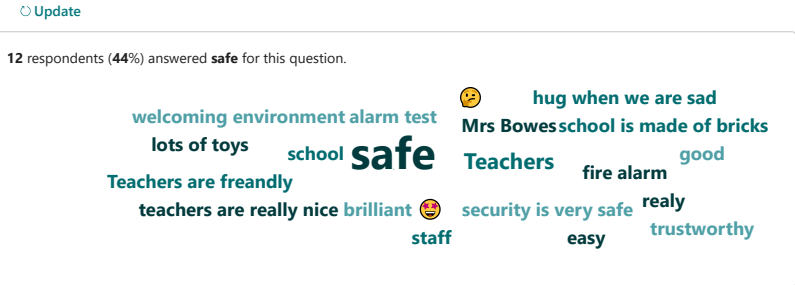 Update
12 respondents (44%) answered safe for this question.
🤔 hug when we are sad
welcoming environment alarm test
Mrs Bowes school is made of bricks
lots of toys
school safe
Teachers
good
fire alarm
Teachers are freandly
realy
teachers are really nice brilliant 🤩 security is very safe
trustworthy
staff
easy